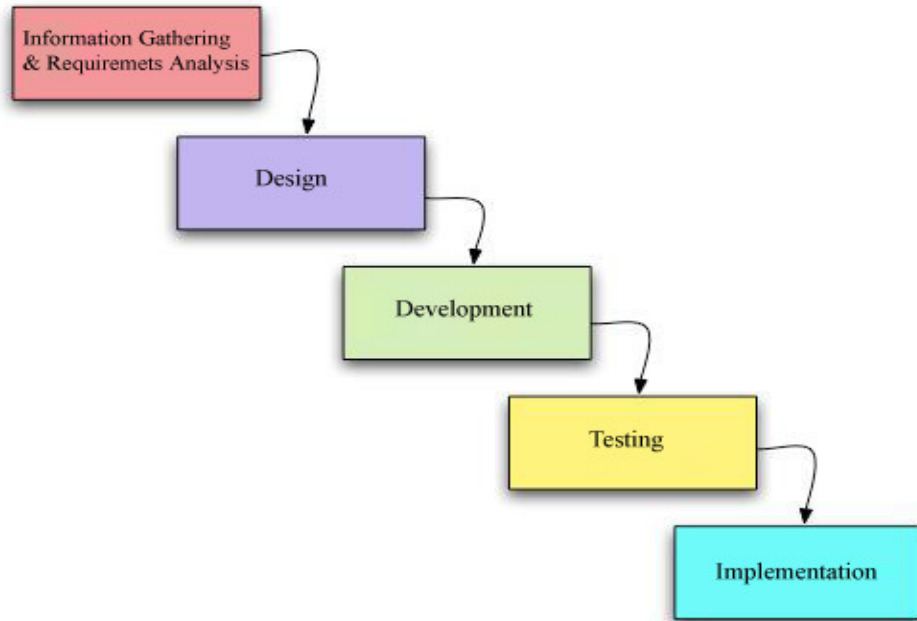 Information Gathering
& Requiremets Analysis
Design
Development
Testing
Implementation